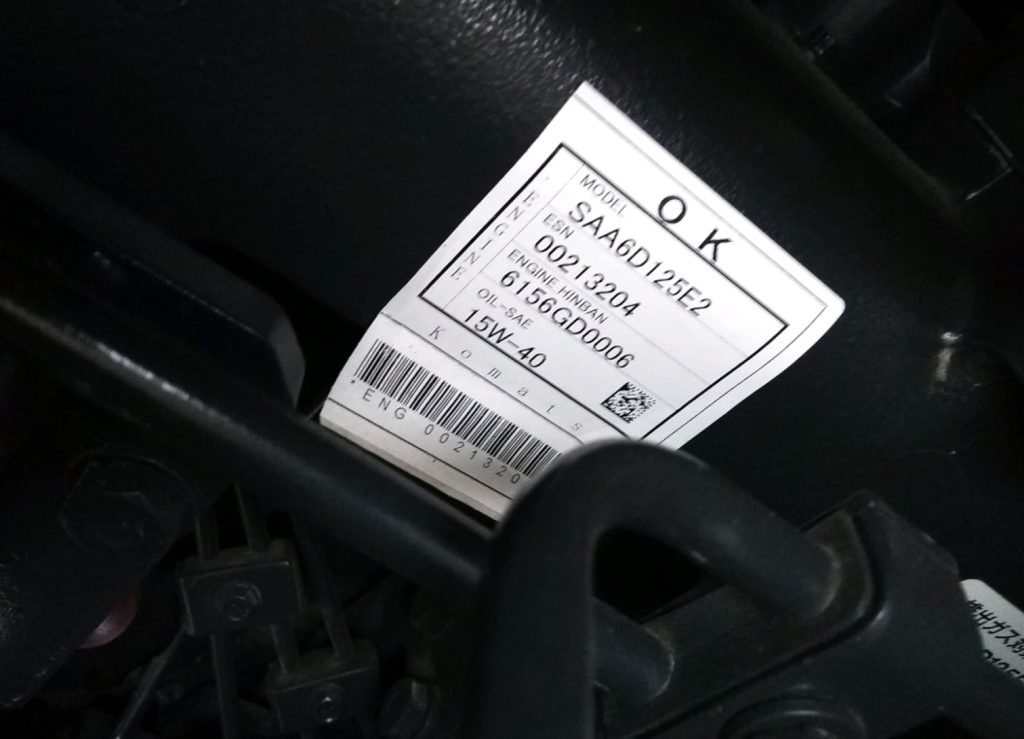 O K
ENGINE
MODEL
SAA6D125E2
ESN
00213204
ENGINE HINBAN
6156GD0006
OIL-SAE
15W-40
Komats
ENG 0021320